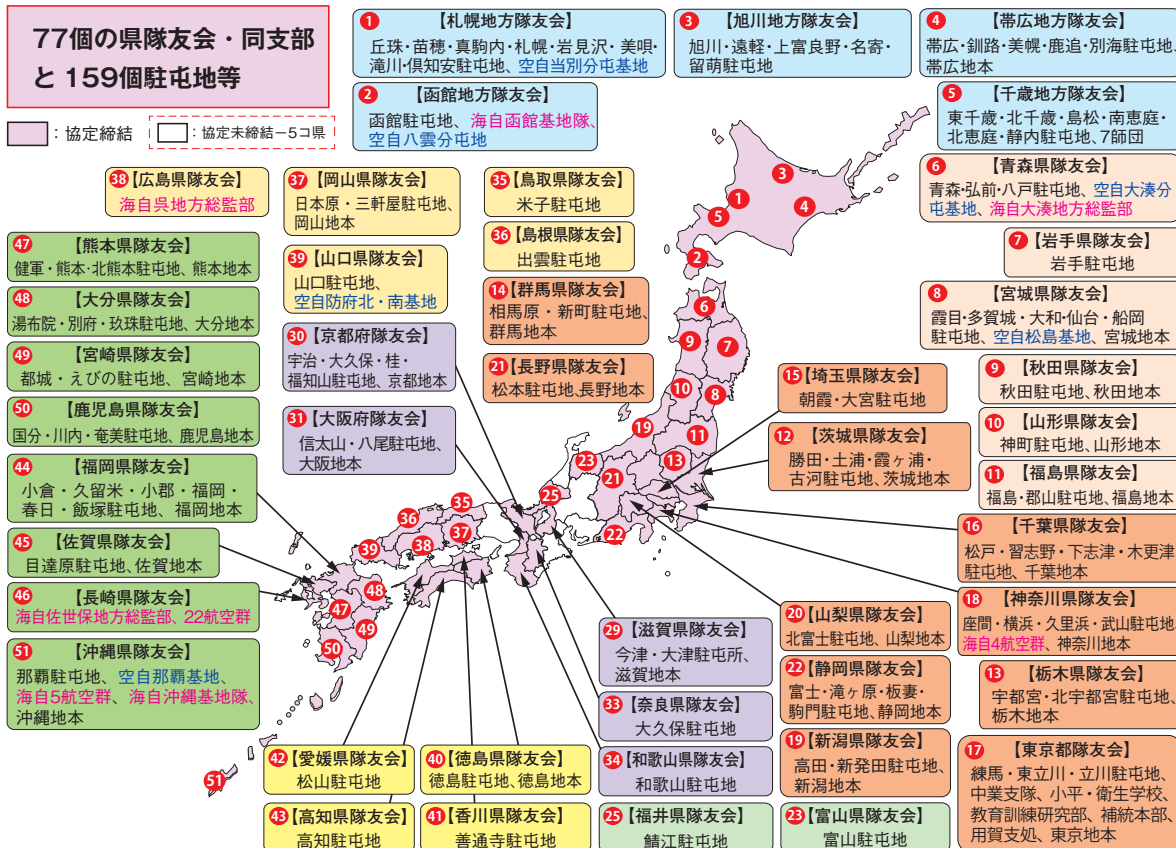 77個の県隊友会・同支部
と159個駐屯地等
：協定締結
：協定未締結－5コ県
1【札幌地方隊友会】
丘珠・苗穂・真駒内・札幌・岩見沢・美唄・
滝川・倶知安駐屯地、空自当別分屯基地
2【函館地方隊友会】
函館駐屯地、海自函館基地隊、
空自八雲分屯地
3【旭川地方隊友会】
旭川・遠軽・上富良野・名寄・
留萌駐屯地
4【帯広地方隊友会】
帯広・釧路・美幌・鹿追・別海駐屯地、
帯広地本
5【千歳地方隊友会】
東千歳・北千歳・島松・南恵庭・
北恵庭・静内駐屯地、7師団
6【青森県隊友会】
青森・弘前・八戸駐屯地、空自大湊分
屯基地、海自大湊地方総監部
7【岩手県隊友会】
岩手駐屯地
8【宮城県隊友会】
霞目・多賀城・大和・仙台・船岡
駐屯地、空自松島基地、宮城地本
9【秋田県隊友会】
秋田駐屯地、秋田地本
10【山形県隊友会】
神町駐屯地、山形地本
11【福島県隊友会】
福島・郡山駐屯地、福島地本
38【広島県隊友会】
海自呉地方総監部
37【岡山県隊友会】
日本原・三軒屋駐屯地、
岡山地本
35【鳥取県隊友会】
米子駐屯地
36【島根県隊友会】
出雲駐屯地
39【山口県隊友会】
山口駐屯地
空自防府北・南基地
14【群馬県隊友会】
相馬原・新町駐屯地、
群馬地本
21【長野県隊友会】
松本駐屯地、長野地本
30【京都府隊友会】
宇治・大久保・桂・
福知山駐屯地、京都地本
31【大阪府隊友会】
信太山・八尾駐屯地、
大阪地本
47【熊本県隊友会】
健軍・熊本・北熊本駐屯地、熊本地本
48【大分県隊友会】
湯布院・別府・玖珠駐屯地、大分地本
49【宮崎県隊友会】
都城・えびの駐屯地、宮崎地本
50【鹿児島県隊友会】
国分・川内・奄美駐屯地、鹿児島地本
44【福岡県隊友会】
小倉・久留米・小郡・福岡・
春日・飯塚駐屯地、福岡地本
45【佐賀県隊友会】
目達原駐屯地、佐賀地本
46【長崎県隊友会】
海自佐世保地方総監部、22航空群
51【沖縄県隊友会】
那覇駐屯地、空自那覇基地、
海自5航空群、海自沖縄基地隊、
沖縄地本
15【埼玉県隊友会】
朝霞・大宮駐屯地
12【茨城県隊友会】
勝田・土浦・霞ヶ浦・
古河駐屯地、茨城地本
16【千葉県隊友会】
松戸・習志野・下志津・木更津
駐屯地、千葉地本
18【神奈川県隊友会】
座間・横浜・久里浜・武山駐屯地
海自4航空群、神奈川地本
13【栃木県隊友会】
宇都宮・北宇都宮駐屯地、
栃木地本
17【東京都隊友会】
練馬・東立川・立川駐屯地、
中業支隊、小平・衛生学校、
教育訓練研究部、補統本部、
用賀支処、東京地本
20【山梨県隊友会】
北富士駐屯地、山梨地本
22【静岡県隊友会】
富士・滝ヶ原・板妻・
駒門駐屯地、静岡地本
19【新潟県隊友会】
高田・新発田駐屯地、
新潟地本
23【富山県隊友会】
富山駐屯地
29【滋賀県隊友会】
今津・大津駐屯所、
滋賀地本
33【奈良県隊友会】
大久保駐屯地
34【和歌山県隊友会】
和歌山駐屯地
25【福井県隊友会】
鯖江駐屯地
42【愛媛県隊友会】
松山駐屯地
40【徳島県隊友会】
徳島駐屯地、徳島地本
43【高知県隊友会】
高知駐屯地
41【香川県隊友会】
善通寺駐屯地
3
1
4
5
2
6
9
7
10
8
19
11
23
13
21
25
22
35
36
37
38
39
48
47
49
50
51